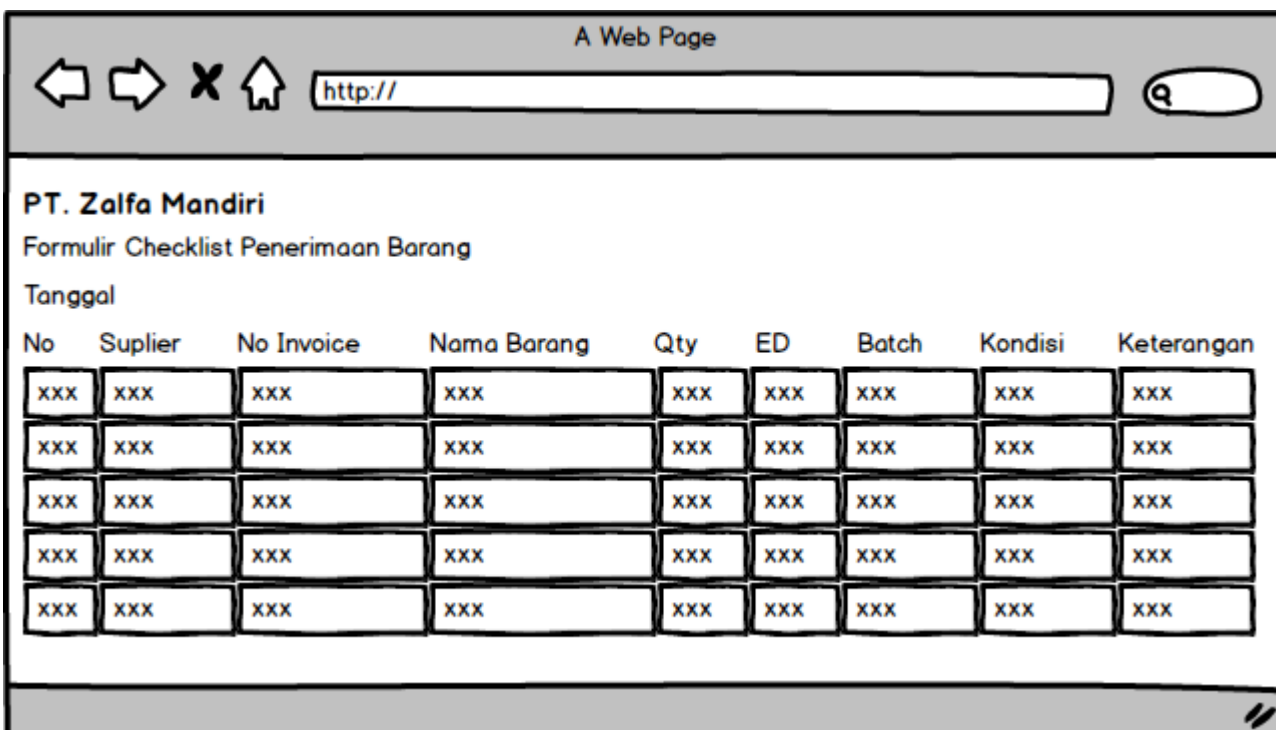 A Web Page
http://
PT. Zalfa Mandiri
Formulir Checklist Penerimaan Barang
Tanggal
No Suplier No Invoice Nama Barang Qty ED Batch Kondisi Keterangan
xxx xxx xxx xxx xxx xxx xxx xxx xxx
xxx xxx xxx xxx xxx xxx xxx xxx xxx
xxx xxx xxx xxx xxx xxx xxx xxx xxx
xxx xxx xxx xxx xxx xxx xxx xxx xxx
xxx xxx xxx xxx xxx xxx xxx xxx xxx